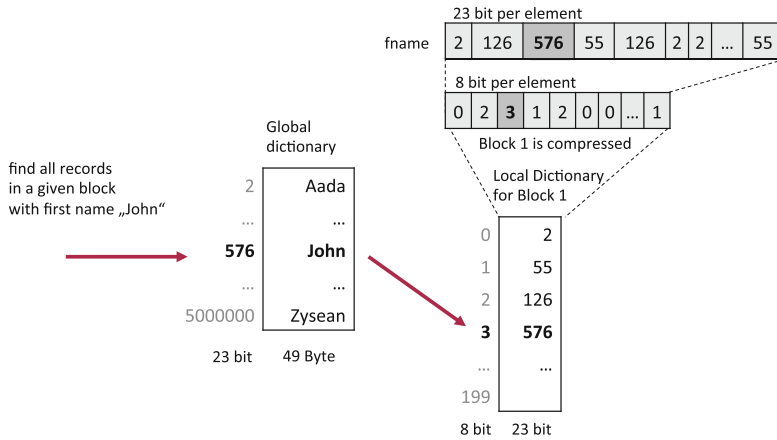 23 bit per element
fname 2 126 576 55 126 2 2 ... 55
8 bit per element
0 2 3 1 2 0 0 ... 1
Block 1 is compressed
Global
dictionary
find all records
in a given block
with first name „John“
2 Aada
... ...
576 John
... ...
5000000 Zysean
23 bit 49 Byte
Local Dictionary
for Block 1
0 2
1 55
2 126
3 576
... ...
199
8 bit 23 bit